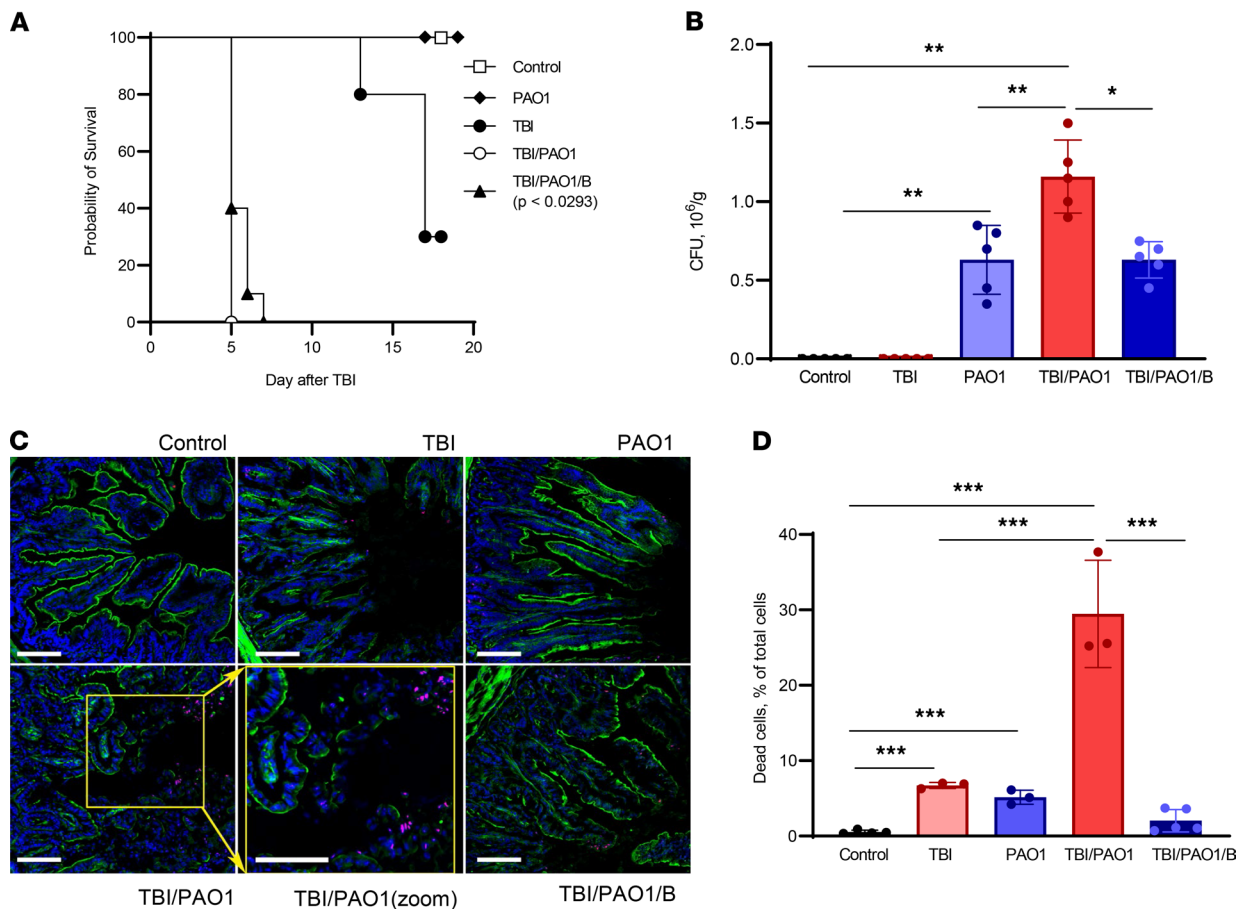 A
100
80
60
40
20
0
Probability of Survival
0
5
10
15
20
Day after TBI
Control
PAO1
TBI
TBI/PAO1
TBI/PAO1/B
(p < 0.0293)
B
2.0
1.5
1.0
0.5
0.0
CFU, 10⁶/g
**
**
*
**
Control
TBI
PAO1
TBI/PAO1
TBI/PAO1/B
C
Control
TBI
PAO1
TBI/PAO1
TBI/PAO1(zoom)
TBI/PAO1/B
D
40
30
20
10
0
Dead cells, % of total cells
***
***
***
***
***
Control
TBI
PAO1
TBI/PAO1
TBI/PAO1/B